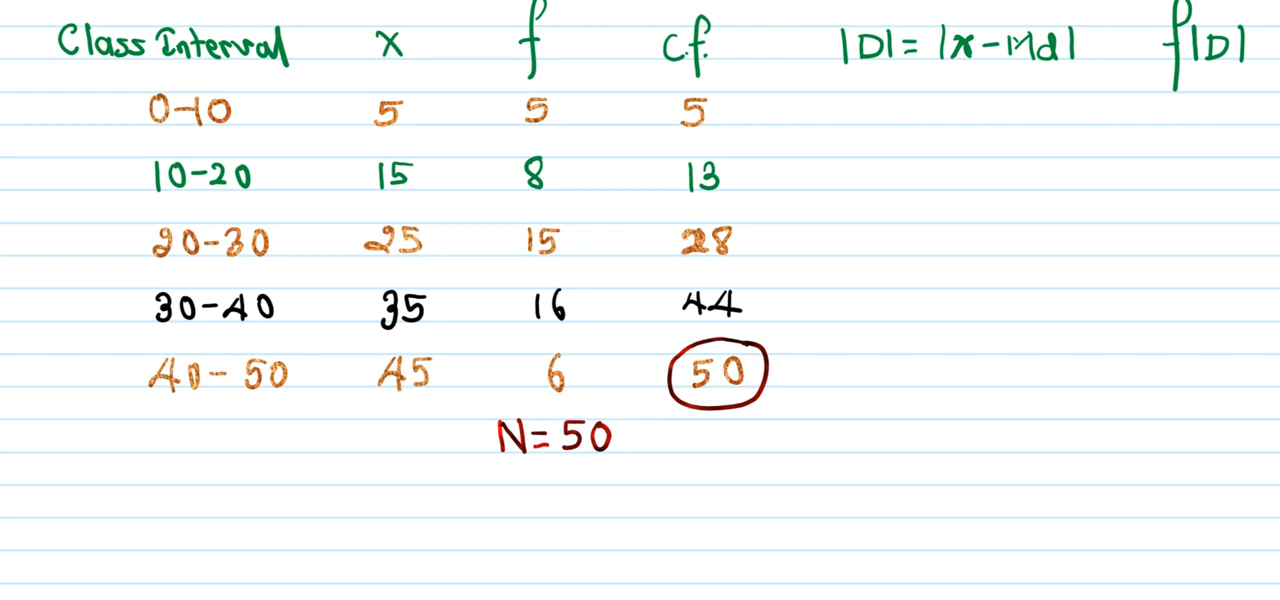 Class Interval x f c.f. |D| = |x - Md| f|D|
0-10 5 5 5
10-20 15 8 13
20-30 25 15 28
30-40 35 16 44
40-50 45 6 50
N = 50